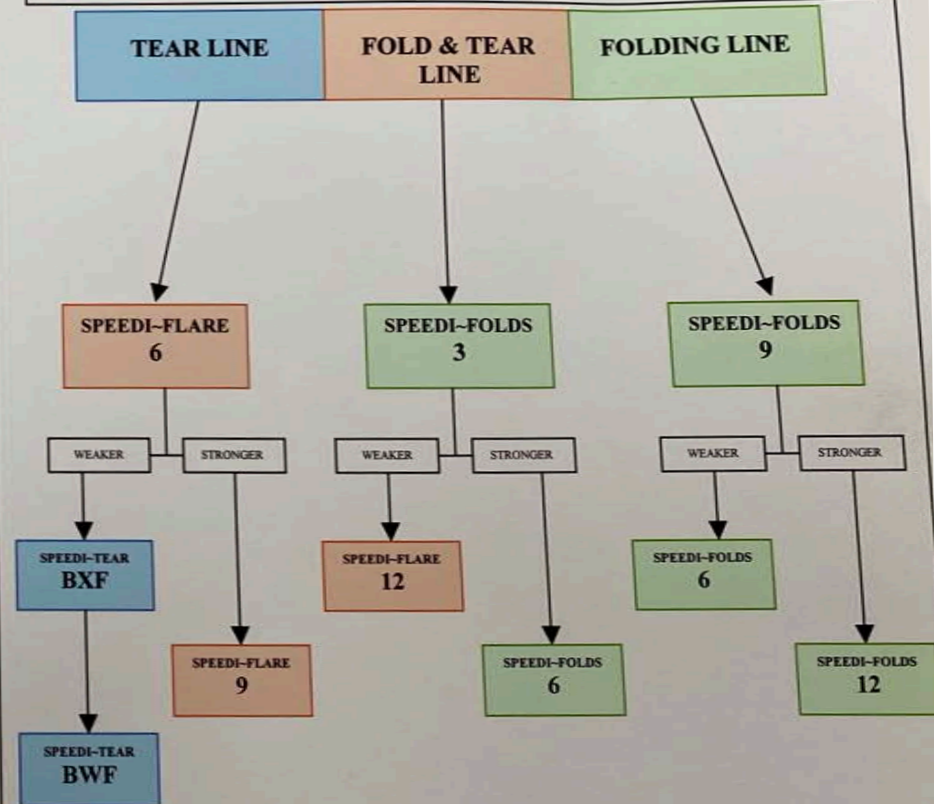 TEAR LINE
FOLD & TEAR
LINE
FOLDING LINE
SPEEDI~FLARE
6
SPEEDI~FOLDS
3
SPEEDI~FOLDS
9
WEAKER
STRONGER
WEAKER
STRONGER
WEAKER
STRONGER
SPEEDI~TEAR
BXF
SPEEDI~FLARE
12
SPEEDI~FOLDS
6
SPEEDI~FLARE
9
SPEEDI~FOLDS
6
SPEEDI~FOLDS
12
SPEEDI~TEAR
BWF